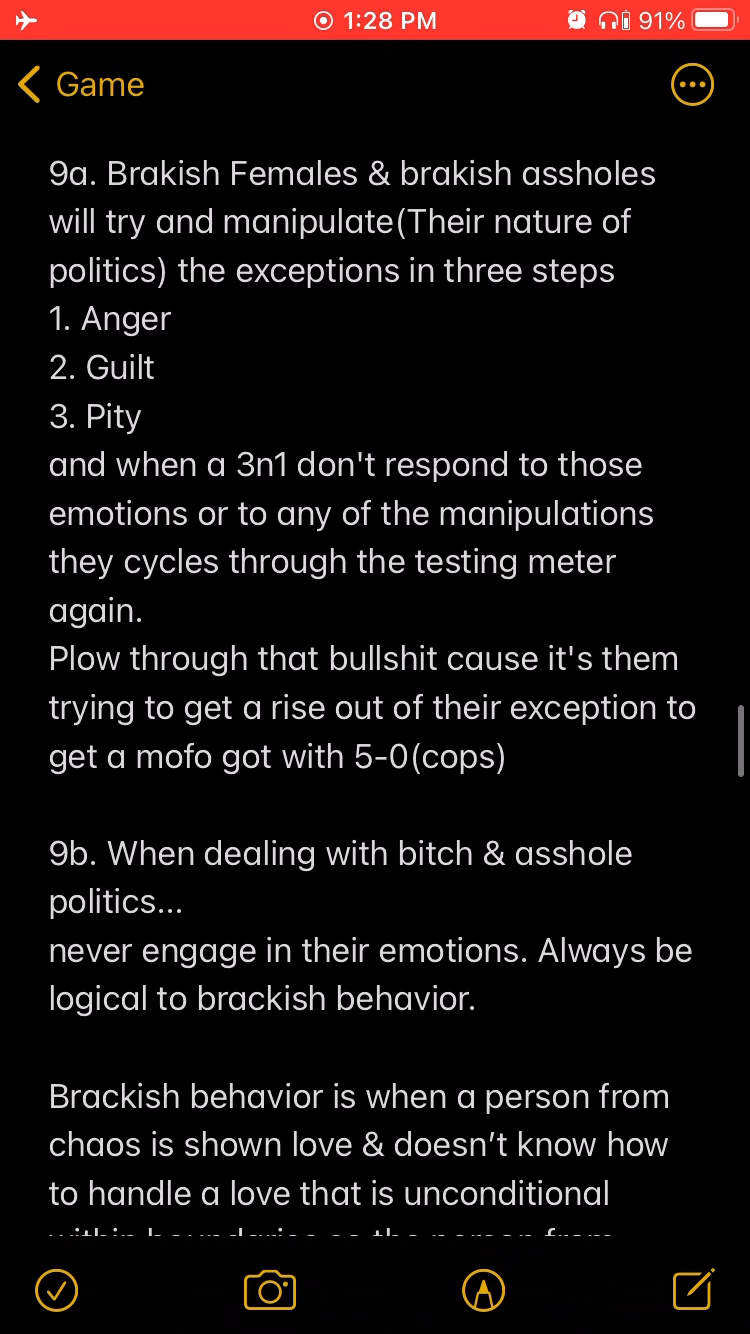 1:28 PM 91%
Game
9a. Brakish Females & brakish assholes
will try and manipulate(Their nature of
politics) the exceptions in three steps
1. Anger
2. Guilt
3. Pity
and when a 3n1 don't respond to those
emotions or to any of the manipulations
they cycles through the testing meter
again.
Plow through that bullshit cause it's them
trying to get a rise out of their exception to
get a mofo got with 5-0(cops)
9b. When dealing with bitch & asshole
politics...
never engage in their emotions. Always be
logical to brackish behavior.
Brackish behavior is when a person from
chaos is shown love & doesn’t know how
to handle a love that is unconditional